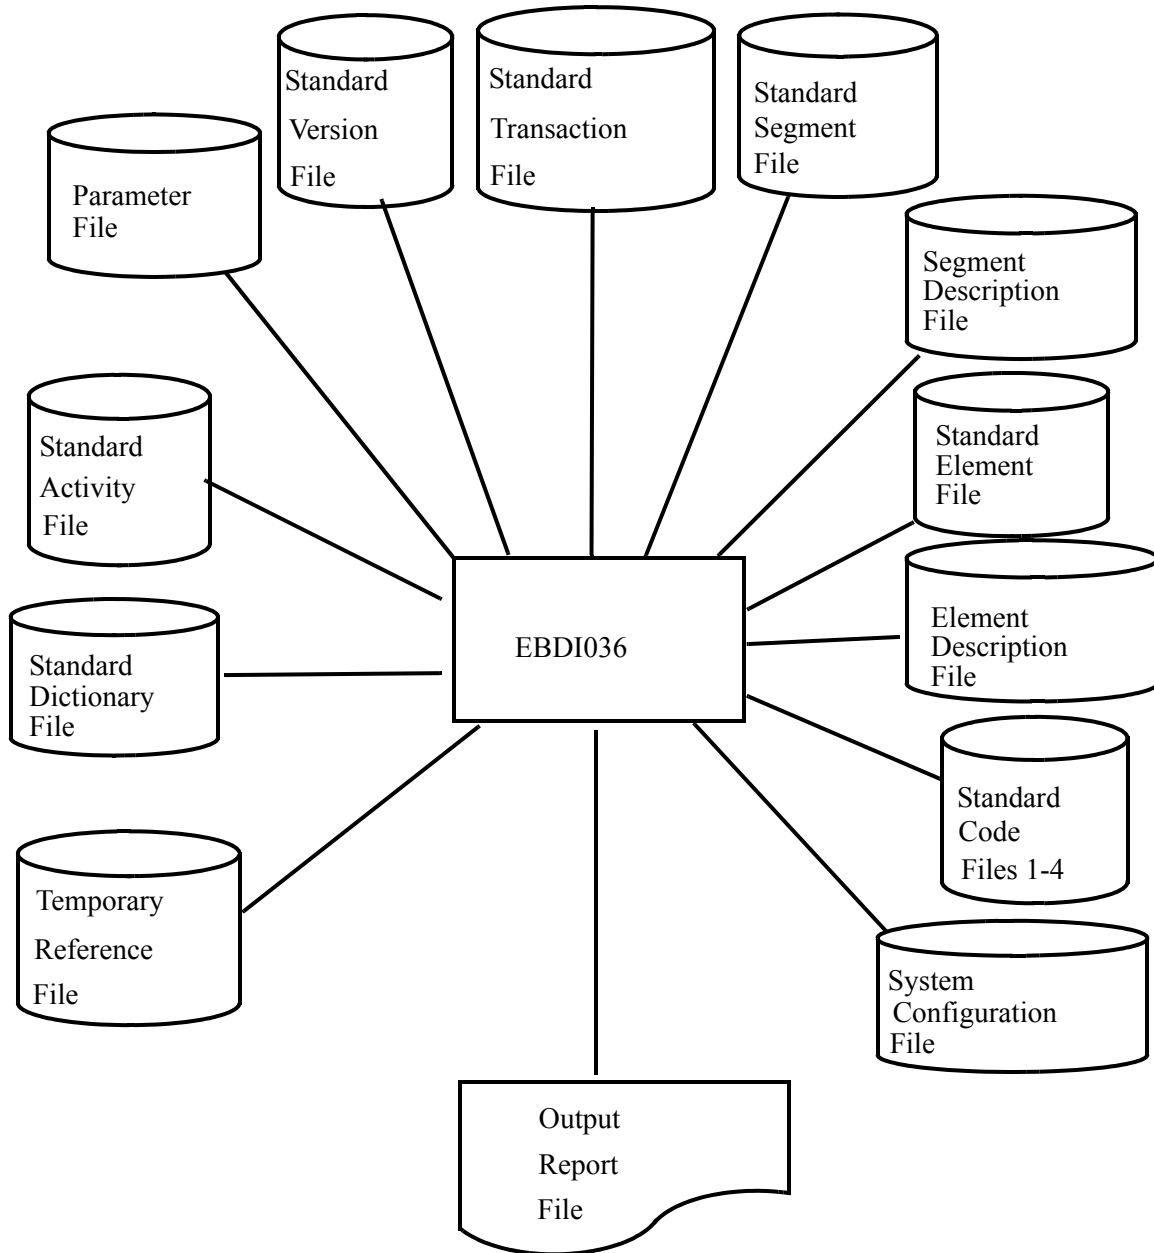 Standard
Version
File
Standard
Transaction
File
Standard
Segment
File
Parameter
File
Segment
Description
File
Standard
Activity
File
Standard
Element
File
EBDI036
Element
Description
File
Standard
Dictionary
File
Standard
Code
Files 1-4
Temporary
Reference
File
System
Configuration
File
Output
Report
File